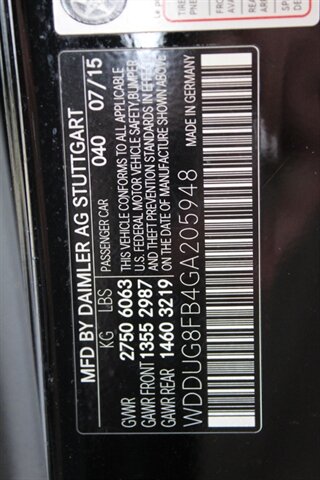 MFD BY DAIMLER AG STUTTGART
PASSENGER CAR 040 07/15
KG LBS
GVWR 2750 6063
GAWR FRONT 1355 2987
GAWR REAR 1460 3219
THIS VEHICLE CONFORMS TO ALL APPLICABLE
U.S. FEDERAL MOTOR VEHICLE SAFETY, BUMPER
AND THEFT PREVENTION STANDARDS IN EFFECT
ON THE DATE OF MANUFACTURE SHOWN ABOVE
WDDUG8FB4GA205948
MADE IN GERMANY